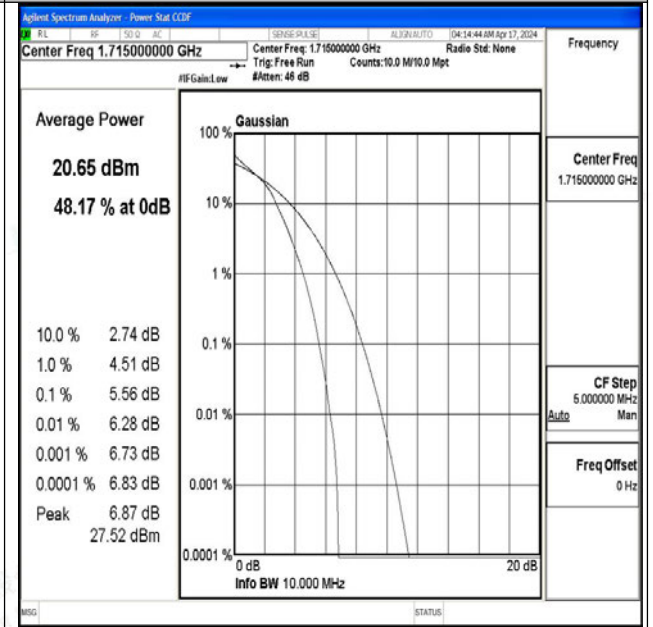 Agilent Spectrum Analyzer - Power Stat CCDF
RL RF 50 Ω AC SENSE:PULSE ALIGN AUTO 04:14:44 AM Apr 17, 2024
Center Freq 1.715000000 GHz
Center Freq: 1.715000000 GHz Radio Std: None
Trig: Free Run Counts:10.0 M/10.0 Mpt
#IFGain:Low #Atten: 46 dB
Frequency
Average Power
20.65 dBm
48.17 % at 0dB
10.0 % 2.74 dB
1.0 % 4.51 dB
0.1 % 5.56 dB
0.01 % 6.28 dB
0.001 % 6.73 dB
0.0001 % 6.83 dB
Peak 6.87 dB
27.52 dBm
Gaussian
100 %
10 %
1 %
0.1 %
0.01 %
0.001 %
0.0001 %
0 dB 20 dB
Info BW 10.000 MHz
Center Freq
1.715000000 GHz
CF Step
5.000000 MHz
Auto Man
Freq Offset
0 Hz
MSG STATUS